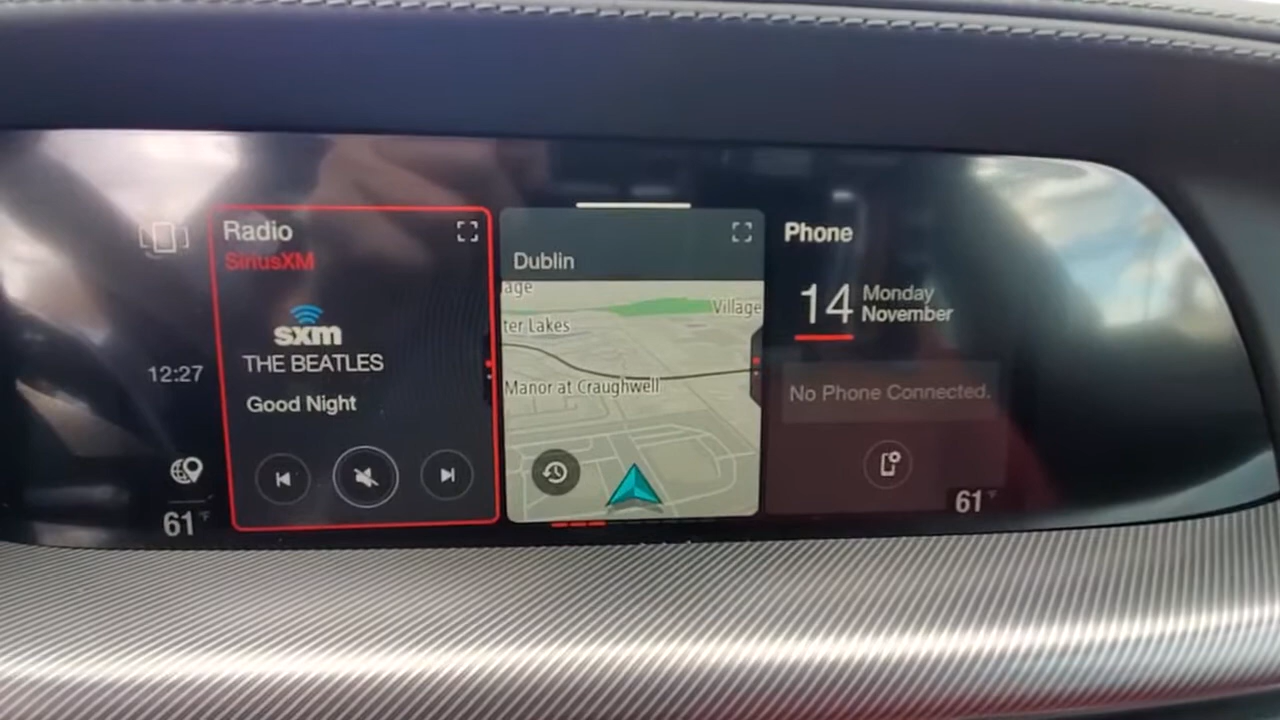 Radio
SiriusXM
sxm
THE BEATLES
Good Night
12:27
61°F
Dublin
age
Village
ter Lakes
Manor at Craughwell
Phone
14
Monday
November
No Phone Connected.
61°F